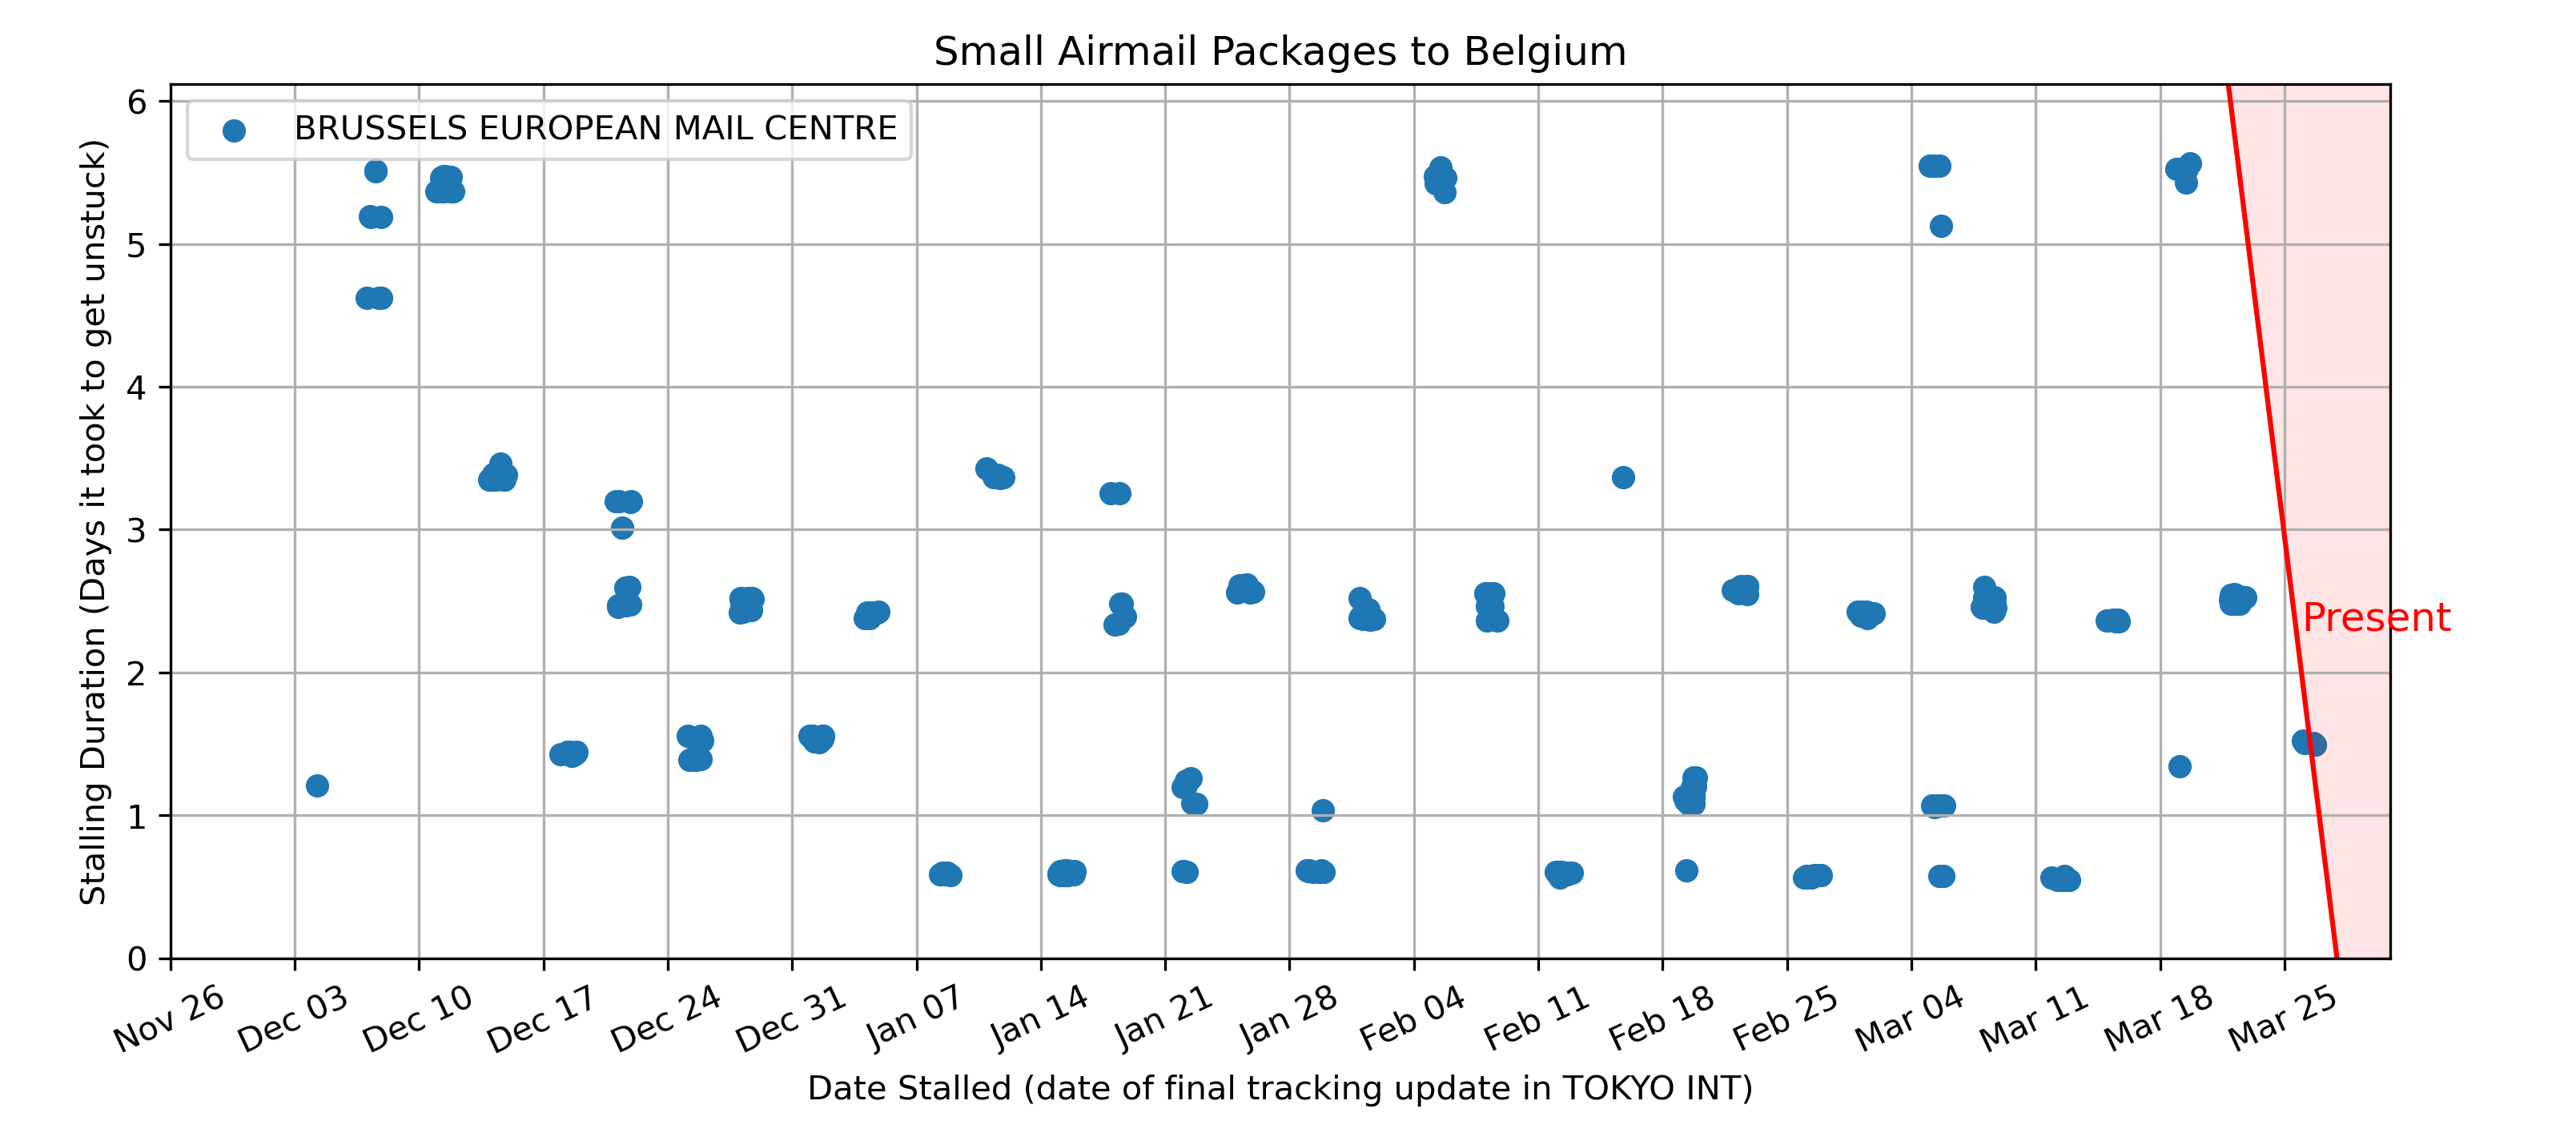 Small Airmail Packages to Belgium
BRUSSELS EUROPEAN MAIL CENTRE
Stalling Duration (Days it took to get unstuck)
6
5
4
3
2
1
0
Present
Nov 26
Dec 03
Dec 10
Dec 17
Dec 24
Dec 31
Jan 07
Jan 14
Jan 21
Jan 28
Feb 04
Feb 11
Feb 18
Feb 25
Mar 04
Mar 11
Mar 18
Mar 25
Date Stalled (date of final tracking update in TOKYO INT)